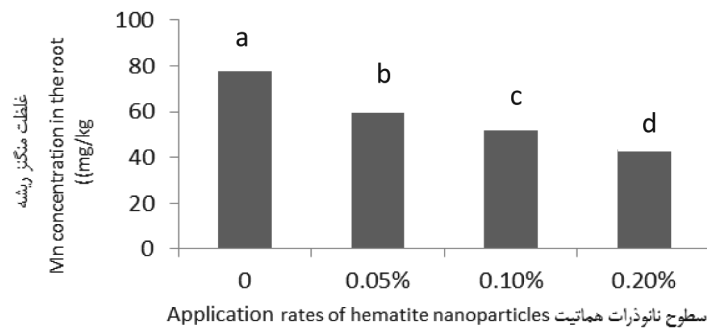 غلظت منگنز ریشه
Mn concentration in the root
((mg/kg
100
80
60
40
20
0
a
b
c
d
0 0.05% 0.10% 0.20%
Application rates of hematite nanoparticles سطوح نانوذرات هماتیت